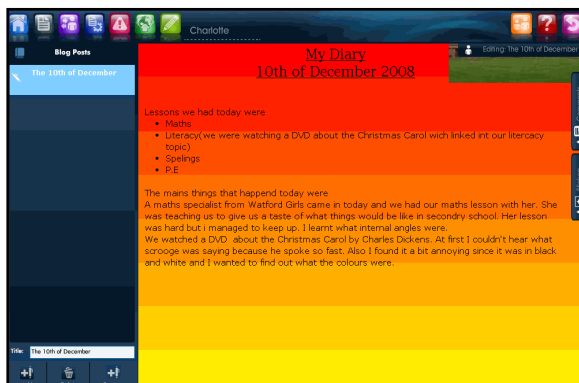 Charlotte
Blog Posts
Editing: The 10th of December
The 10th of December
My Diary
10th of December 2008
Lessons we had today were
• Maths
• Literacy(we were watching a DVD about the Christmas Carol wich linked int our litercacy
topic)
• Spelings
• P.E
The mains things that happend today were
A maths specialist from Watford Girls came in today and we had our maths lesson with her. She
was teaching us to give us a taste of what things would be like in secondry school. Her lesson
was hard but i managed to keep up. I learnt what internal angles were.
We watched a DVD about the Christmas Carol by Charles Dickens. At first I couldn't hear what
scrooge was saying because he spoke so fast. Also I found it a bit annoying since it was in black
and white and I wanted to find out what the colours were.
Title: The 10th of December